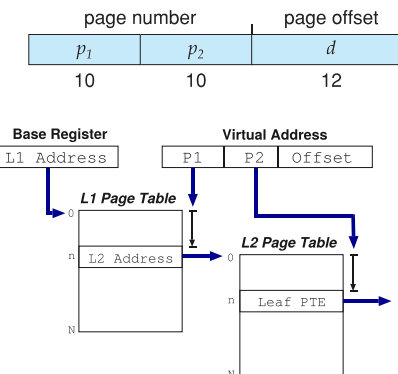 page number page offset
p1 p2 d
10 10 12
Base Register Virtual Address
L1 Address P1 P2 Offset
L1 Page Table
0
L2 Page Table
n L2 Address 0
n Leaf PTE
N
N